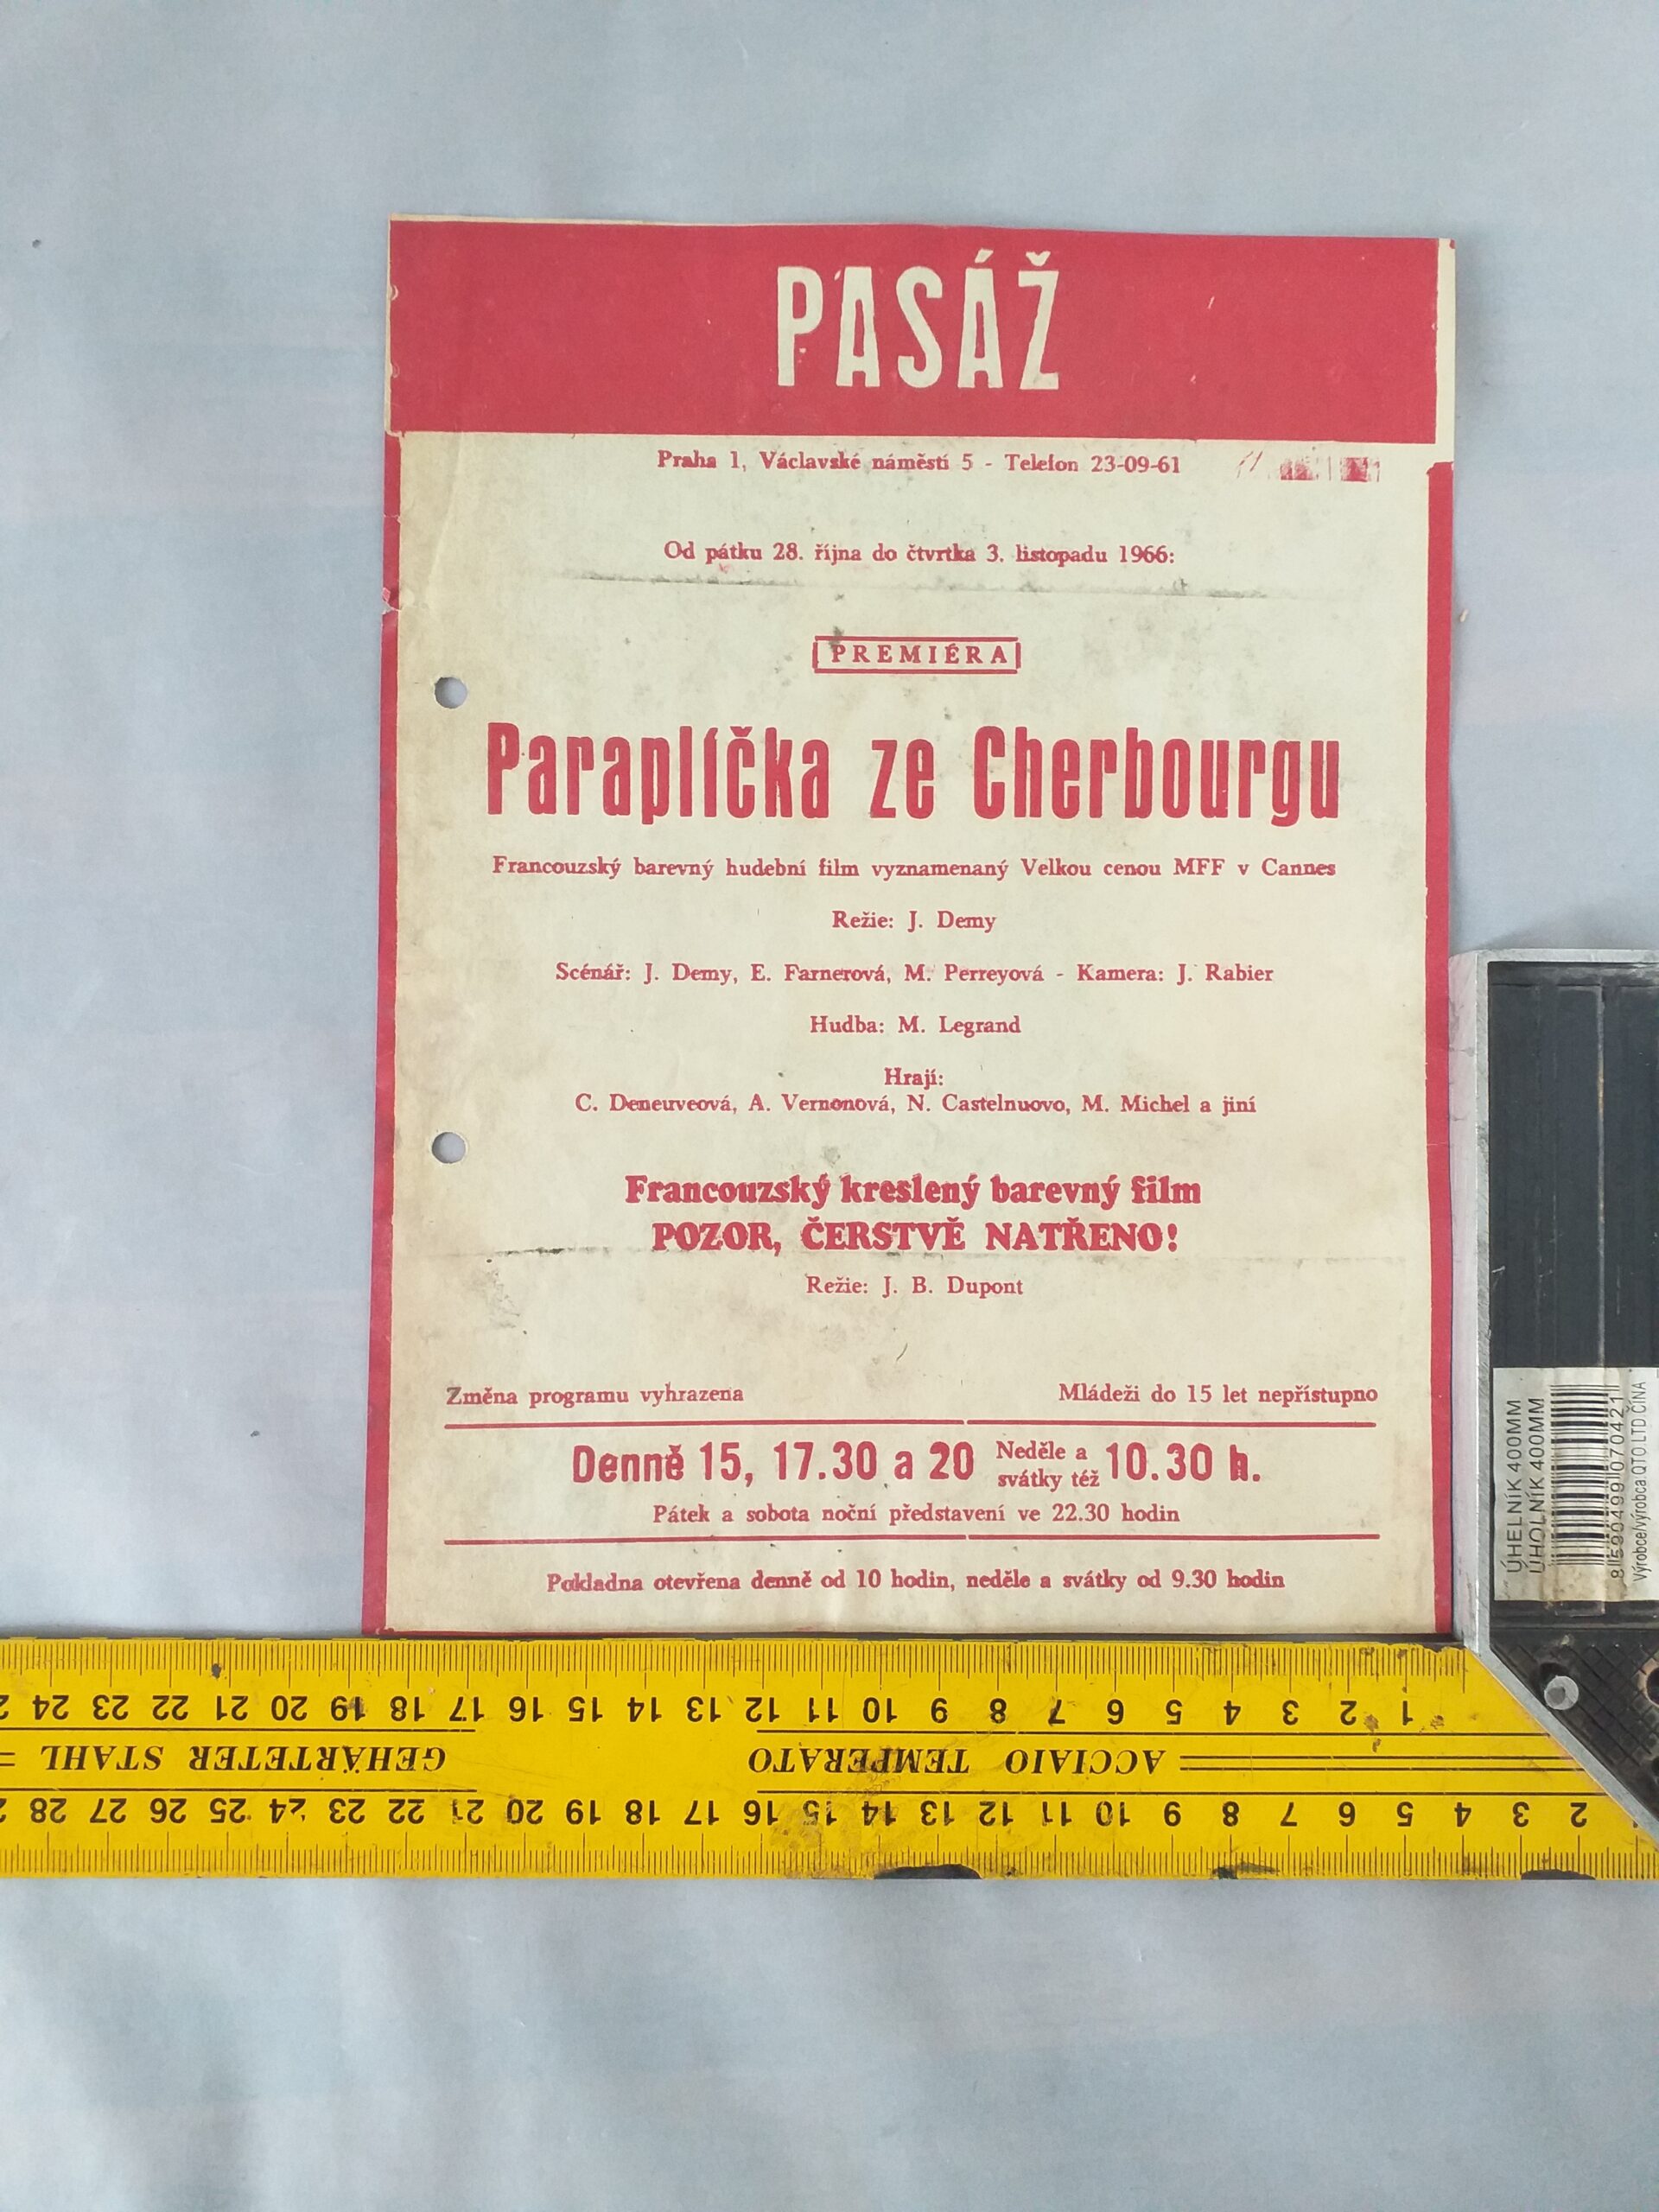 PASÁŽ
Praha 1, Václavské náměstí 5 - Telefon 23-09-61
Od pátku 28. října do čtvrtka 3. listopadu 1966:
PREMIÉRA
Paraplíčka ze Cherbourgu
Francouzský barevný hudební film vyznamenaný Velkou cenou MFF v Cannes
Režie: J. Demy
Scénář: J. Demy, E. Farnerová, M. Perreyová - Kamera: J. Rabier
Hudba: M. Legrand
Hrají:
C. Deneuveová, A. Vernonová, N. Castelnuovo, M. Michel a jiní
Francouzský kreslený barevný film
POZOR, ČERSTVĚ NATŘENO!
Režie: J. B. Dupont
Změna programu vyhrazena
Mládeži do 15 let nepřístupno
Denně 15, 17.30 a 20 Neděle a svátky též 10.30 h.
Pátek a sobota noční představení ve 22.30 hodin
Pokladna otevřena denně od 10 hodin, neděle a svátky od 9.30 hodin
ÚHELNÍK 400MM
UHOLNÍK 400MM
8590499070421
Výrobce/výrobca QTO.LTD.ČÍNA
1 2 3 4 5 6 7 8 9 10 11 12 13 14 15 16 17 18 19 20 21 22 23 24
ACCIAIO TEMPERATO GEHÄRTETER STAHL
2 3 4 5 6 7 8 9 10 11 12 13 14 15 16 17 18 19 20 21 22 23 24 25 26 27 28